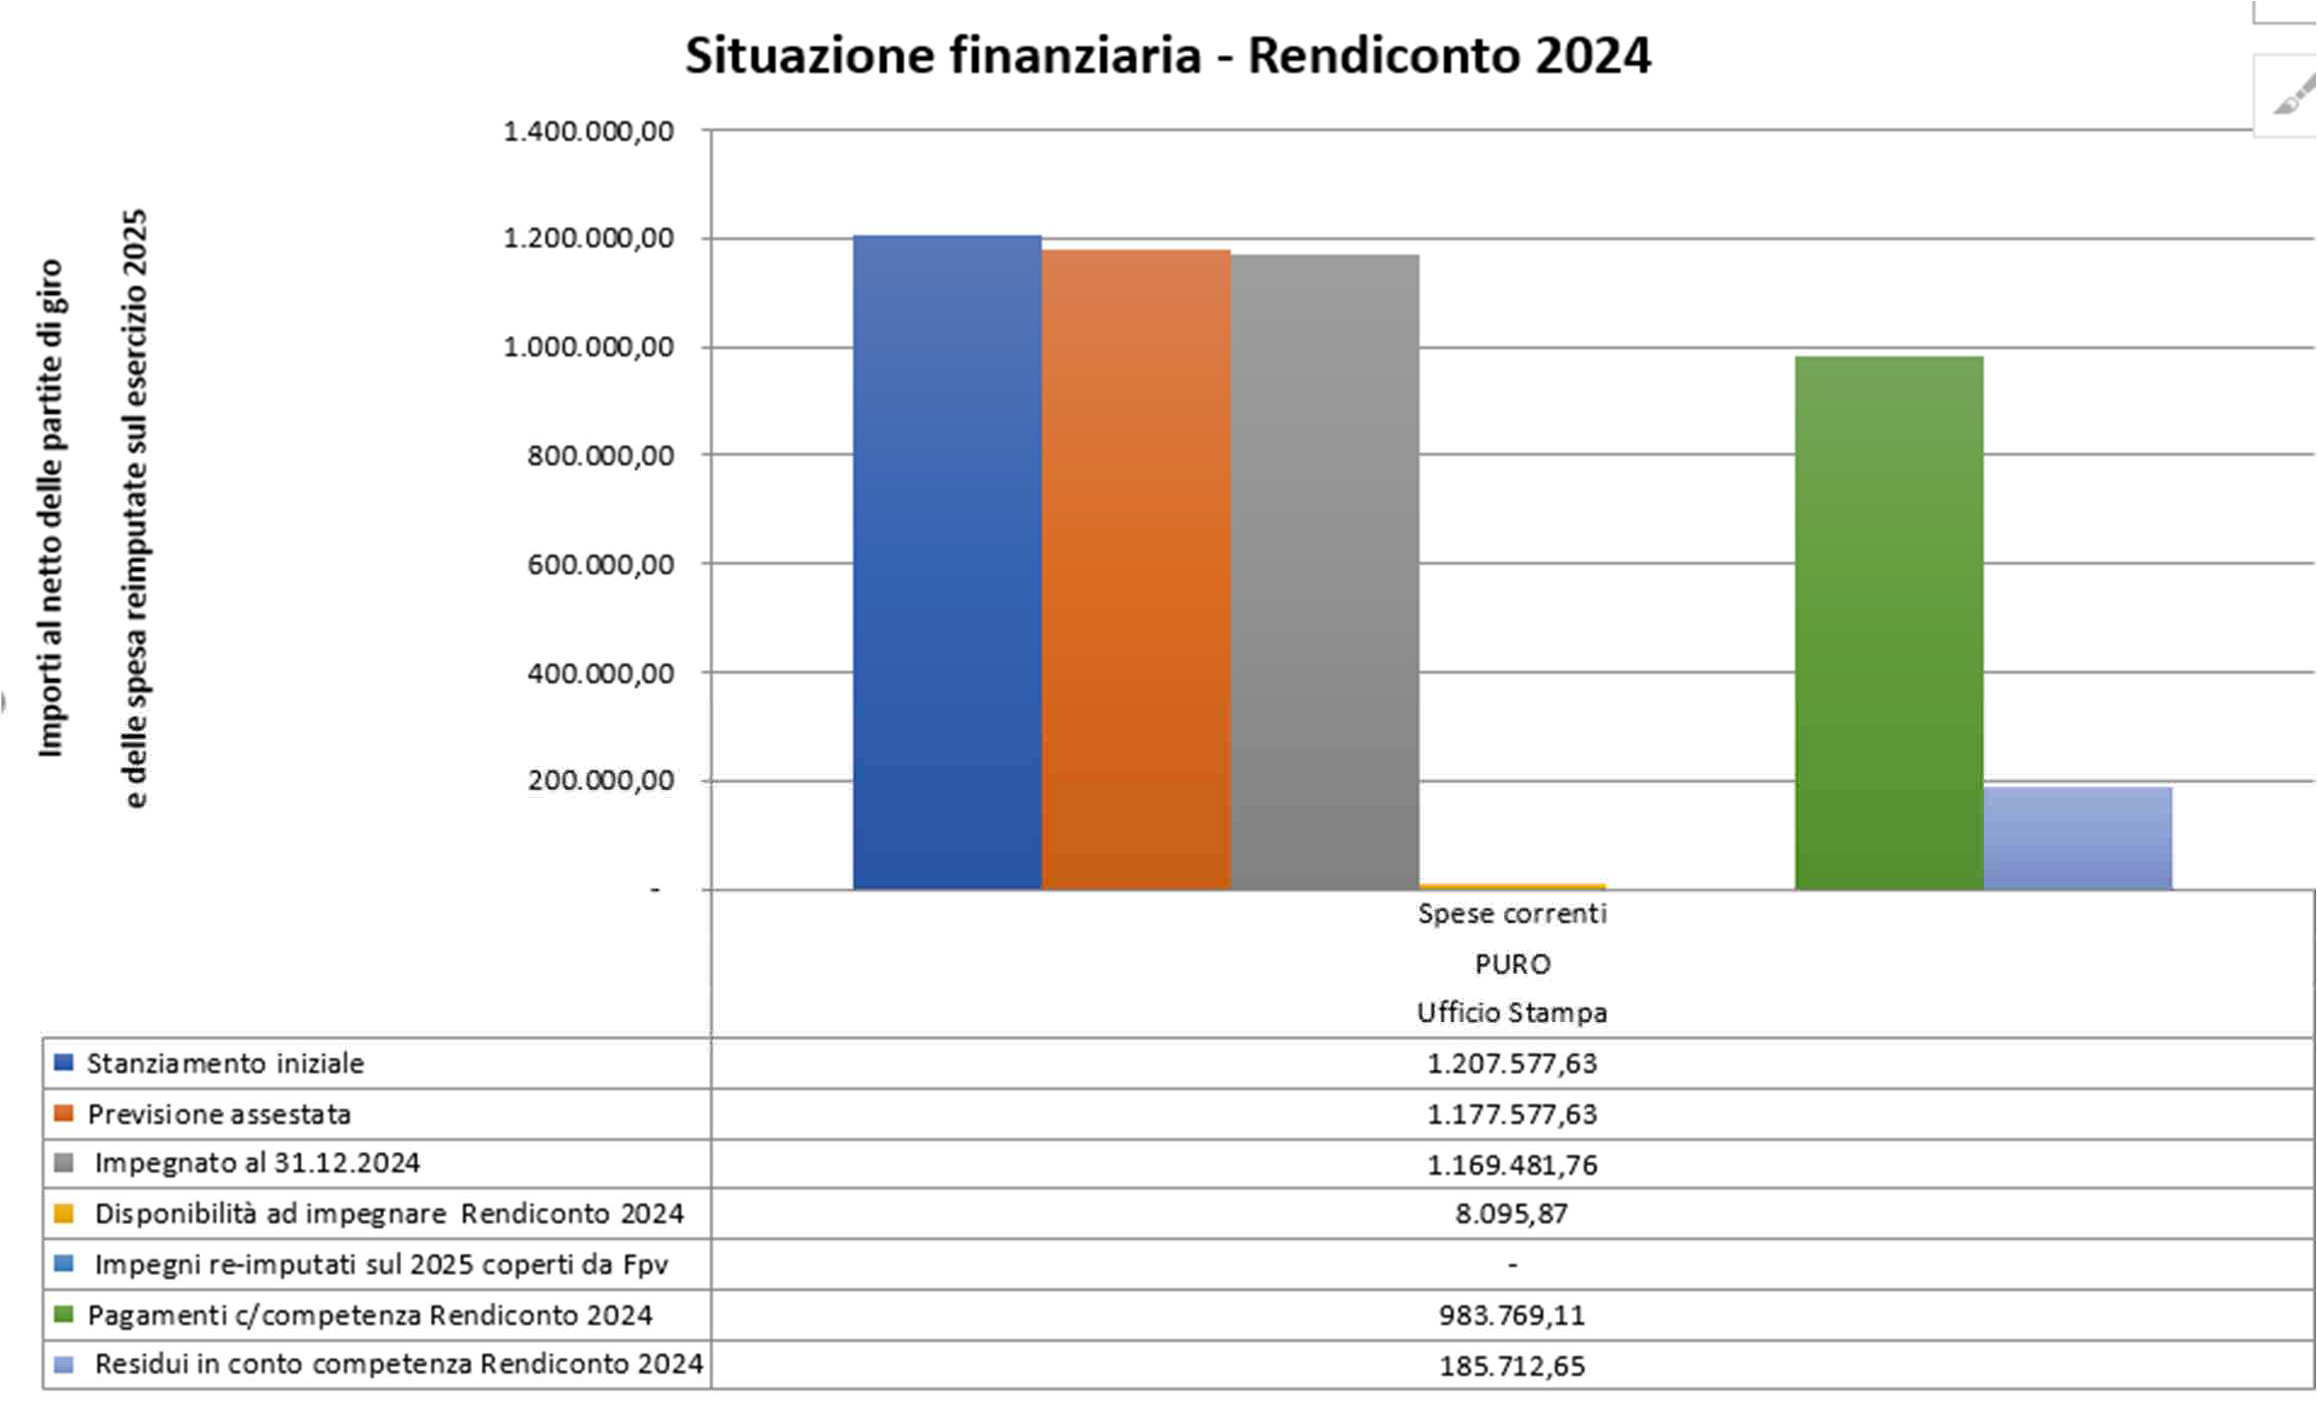 Situazione finanziaria - Rendiconto 2024
Importi al netto delle partite di giro
e delle spesa reimputate sul esercizio 2025
1.400.000,00
1.200.000,00
1.000.000,00
800.000,00
600.000,00
400.000,00
200.000,00
-
Spese correnti
PURO
Ufficio Stampa
Stanziamento iniziale 1.207.577,63
Previsione assestata 1.177.577,63
Impegnato al 31.12.2024 1.169.481,76
Disponibilità ad impegnare Rendiconto 2024 8.095,87
Impegni re-imputati sul 2025 coperti da Fpv -
Pagamenti c/competenza Rendiconto 2024 983.769,11
Residui in conto competenza Rendiconto 2024 185.712,65